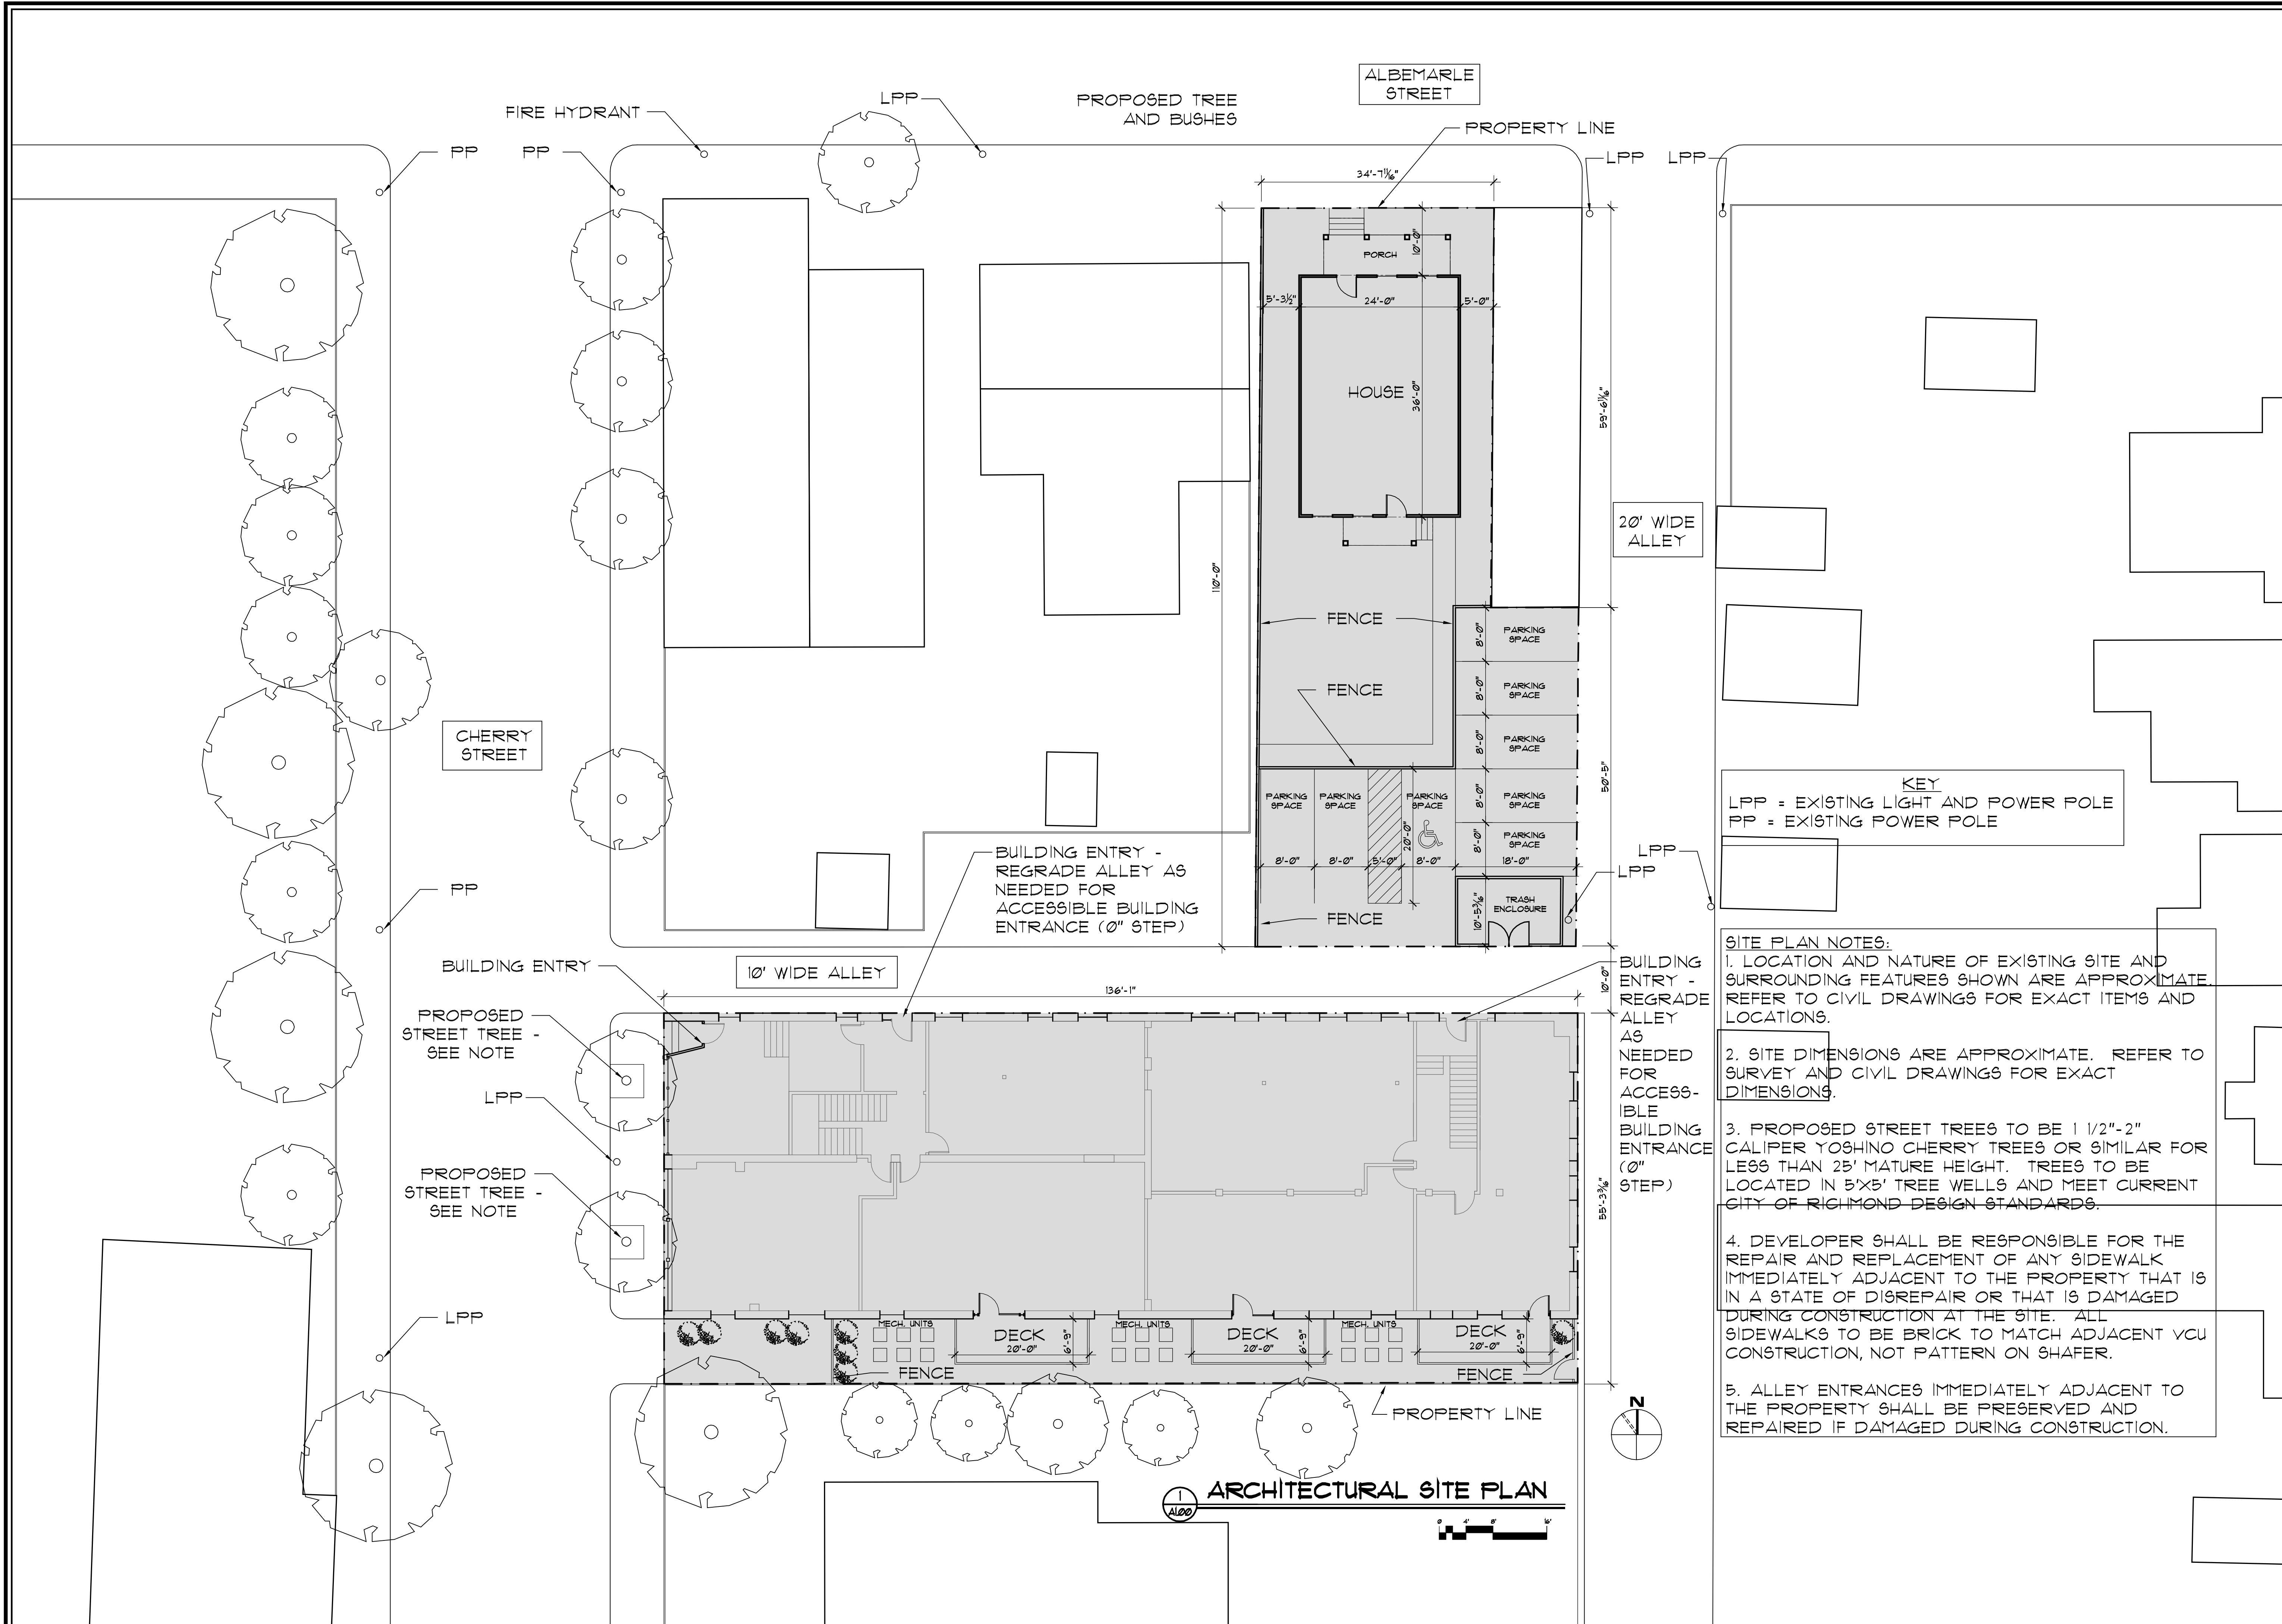 ALBEMARLE
STREET
LPP
PROPOSED TREE
AND BUSHES
FIRE HYDRANT
PROPERTY LINE
PP
PP
LPP
LPP
34'-7 11/16"
PORCH
10'-0"
5'-3 1/2"
24'-0"
5'-0"
HOUSE
36'-0"
59'-6 11/16"
20' WIDE
ALLEY
110'-0"
FENCE
8'-0"
PARKING
SPACE
FENCE
8'-0"
PARKING
SPACE
CHERRY
STREET
8'-0"
PARKING
SPACE
50'-5"
KEY
LPP = EXISTING LIGHT AND POWER POLE
PP = EXISTING POWER POLE
PARKING
SPACE
PARKING
SPACE
PARKING
SPACE
8'-0"
PARKING
SPACE
20'-0"
8'-0"
PARKING
SPACE
8'-0"
8'-0"
5'-0"
8'-0"
18'-0"
LPP
LPP
BUILDING ENTRY -
REGRADE ALLEY AS
NEEDED FOR
ACCESSIBLE BUILDING
ENTRANCE (0" STEP)
PP
FENCE
10'-5 3/16"
TRASH
ENCLOSURE
BUILDING ENTRY
10' WIDE ALLEY
136'-1"
10'-0"
BUILDING
ENTRY -
REGRADE
ALLEY
AS
NEEDED
FOR
ACCESS-
IBLE
BUILDING
ENTRANCE
(0"
STEP)
SITE PLAN NOTES:
1. LOCATION AND NATURE OF EXISTING SITE AND
SURROUNDING FEATURES SHOWN ARE APPROXIMATE.
REFER TO CIVIL DRAWINGS FOR EXACT ITEMS AND
LOCATIONS.
2. SITE DIMENSIONS ARE APPROXIMATE. REFER TO
SURVEY AND CIVIL DRAWINGS FOR EXACT
DIMENSIONS.
3. PROPOSED STREET TREES TO BE 1 1/2"-2"
CALIPER YOSHINO CHERRY TREES OR SIMILAR FOR
LESS THAN 25' MATURE HEIGHT. TREES TO BE
LOCATED IN 5'X5' TREE WELLS AND MEET CURRENT
CITY OF RICHMOND DESIGN STANDARDS.
4. DEVELOPER SHALL BE RESPONSIBLE FOR THE
REPAIR AND REPLACEMENT OF ANY SIDEWALK
IMMEDIATELY ADJACENT TO THE PROPERTY THAT IS
IN A STATE OF DISREPAIR OR THAT IS DAMAGED
DURING CONSTRUCTION AT THE SITE. ALL
SIDEWALKS TO BE BRICK TO MATCH ADJACENT VCU
CONSTRUCTION, NOT PATTERN ON SHAFER.
5. ALLEY ENTRANCES IMMEDIATELY ADJACENT TO
THE PROPERTY SHALL BE PRESERVED AND
REPAIRED IF DAMAGED DURING CONSTRUCTION.
PROPOSED
STREET TREE -
SEE NOTE
LPP
PROPOSED
STREET TREE -
SEE NOTE
55'-3 3/16"
LPP
MECH. UNITS
DECK
20'-0"
6'-9"
MECH. UNITS
DECK
20'-0"
6'-9"
MECH. UNITS
DECK
20'-0"
6'-9"
FENCE
FENCE
PROPERTY LINE
N
1
A1.00
ARCHITECTURAL SITE PLAN
0 4' 8' 16'